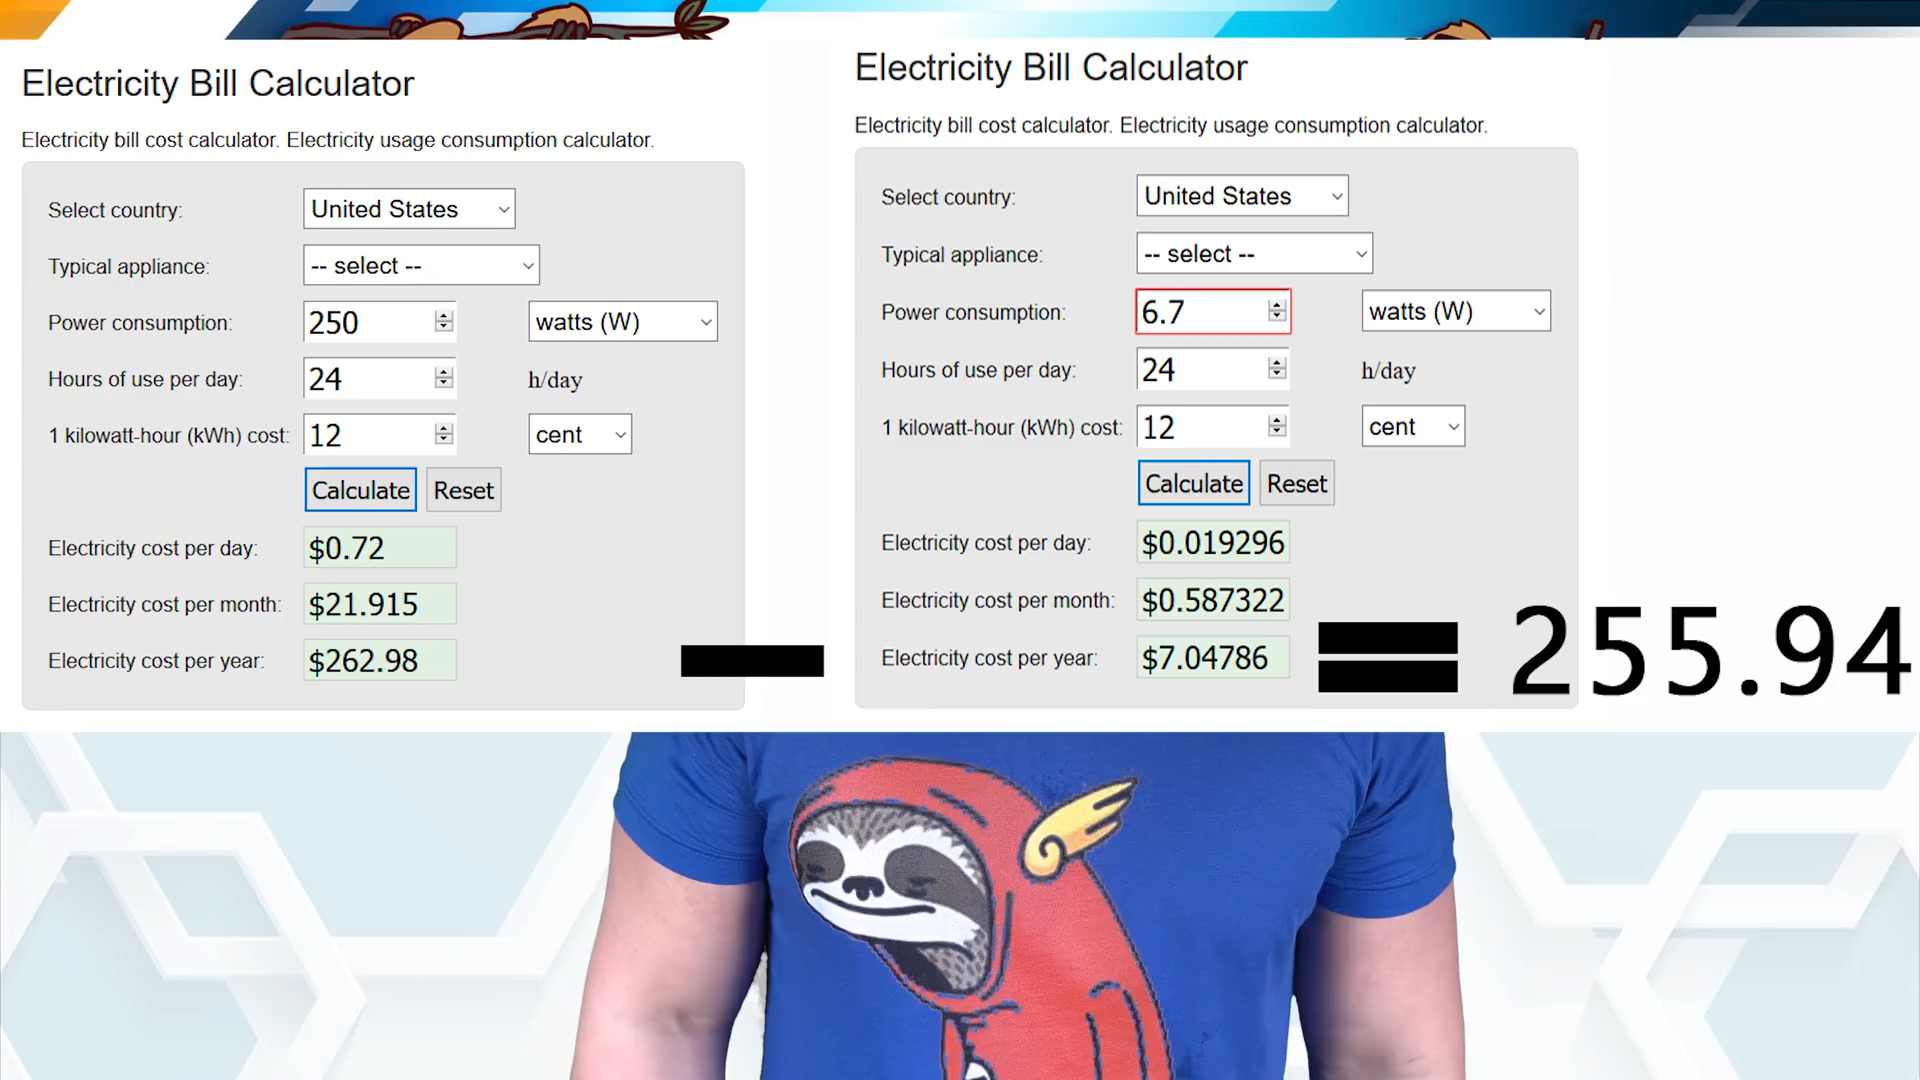 Electricity Bill Calculator
Electricity bill cost calculator. Electricity usage consumption calculator.
Select country: United States
Typical appliance: -- select --
Power consumption: 250 watts (W)
Hours of use per day: 24 h/day
1 kilowatt-hour (kWh) cost: 12 cent
Calculate Reset
Electricity cost per day: $0.72
Electricity cost per month: $21.915
Electricity cost per year: $262.98
Electricity Bill Calculator
Electricity bill cost calculator. Electricity usage consumption calculator.
Select country: United States
Typical appliance: -- select --
Power consumption: 6.7 watts (W)
Hours of use per day: 24 h/day
1 kilowatt-hour (kWh) cost: 12 cent
Calculate Reset
Electricity cost per day: $0.019296
Electricity cost per month: $0.587322
Electricity cost per year: $7.04786
255.94